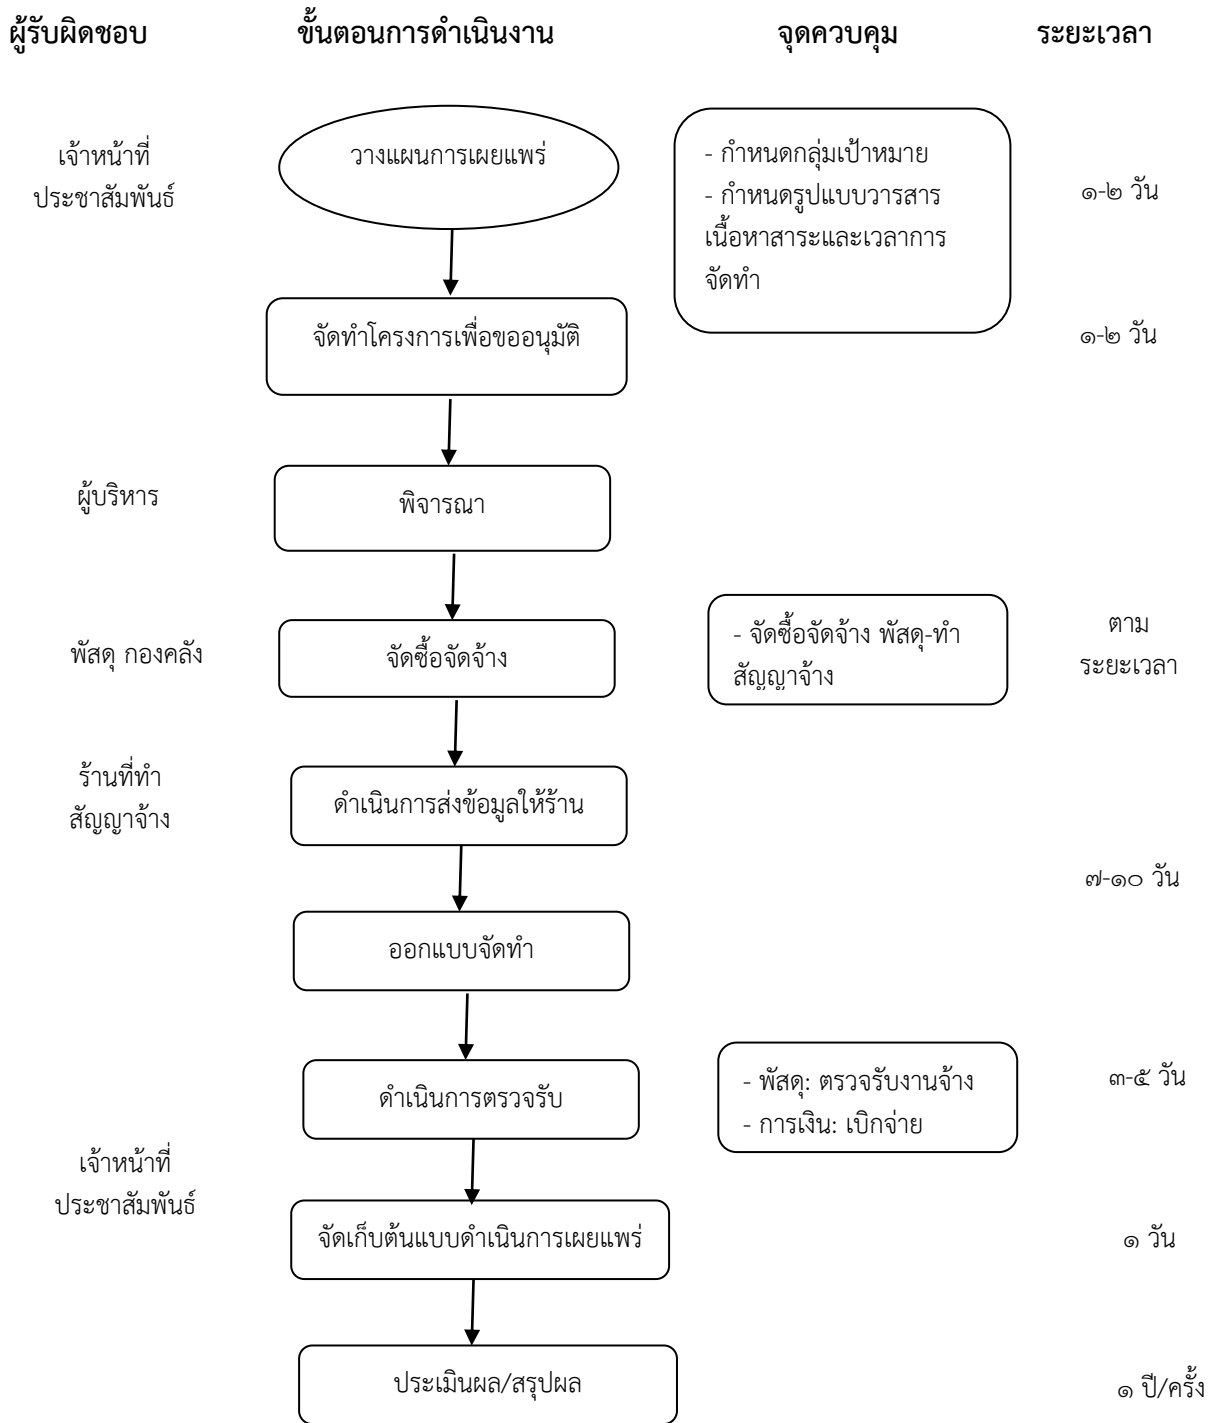 ผู้รับผิดชอบ ขั้นตอนการดำเนินงาน จุดควบคุม ระยะเวลา
เจ้าหน้าที่
ประชาสัมพันธ์
วางแผนการเผยแพร่
- กำหนดกลุ่มเป้าหมาย
- กำหนดรูปแบบวารสาร
เนื้อหาสาระและเวลาการ
จัดทำ
๑-๒ วัน
จัดทำโครงการเพื่อขออนุมัติ
๑-๒ วัน
ผู้บริหาร
พิจารณา
พัสดุ กองคลัง
จัดซื้อจัดจ้าง
- จัดซื้อจัดจ้าง พัสดุ-ทำ
สัญญาจ้าง
ตาม
ระยะเวลา
ร้านที่ทำ
สัญญาจ้าง
ดำเนินการส่งข้อมูลให้ร้าน
๗-๑๐ วัน
ออกแบบจัดทำ
ดำเนินการตรวจรับ
- พัสดุ: ตรวจรับงานจ้าง
- การเงิน: เบิกจ่าย
๓-๕ วัน
เจ้าหน้าที่
ประชาสัมพันธ์
จัดเก็บต้นแบบดำเนินการเผยแพร่
๑ วัน
ประเมินผล/สรุปผล
๑ ปี/ครั้ง